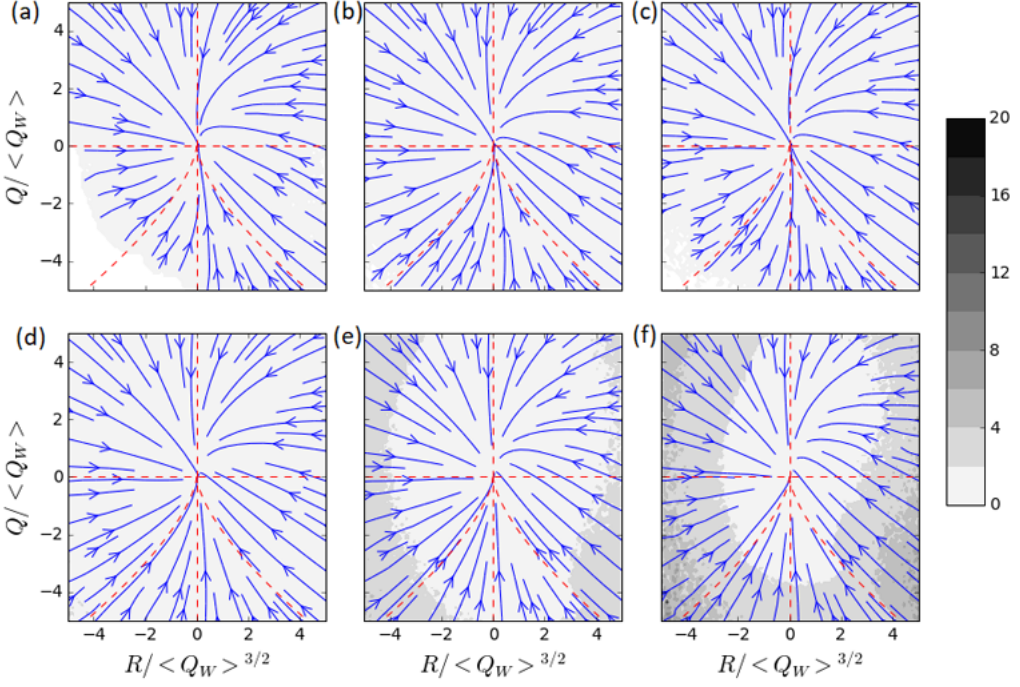 (a) (b) (c)
4
2
0
−2
−4
Q/ < Q_W >
20
16
12
8
4
0
(d) (e) (f)
4
2
0
−2
−4
Q/ < Q_W >
−4 −2 0 2 4 −4 −2 0 2 4 −4 −2 0 2 4
R/ < Q_W > ^{3/2} R/ < Q_W > ^{3/2} R/ < Q_W > ^{3/2}